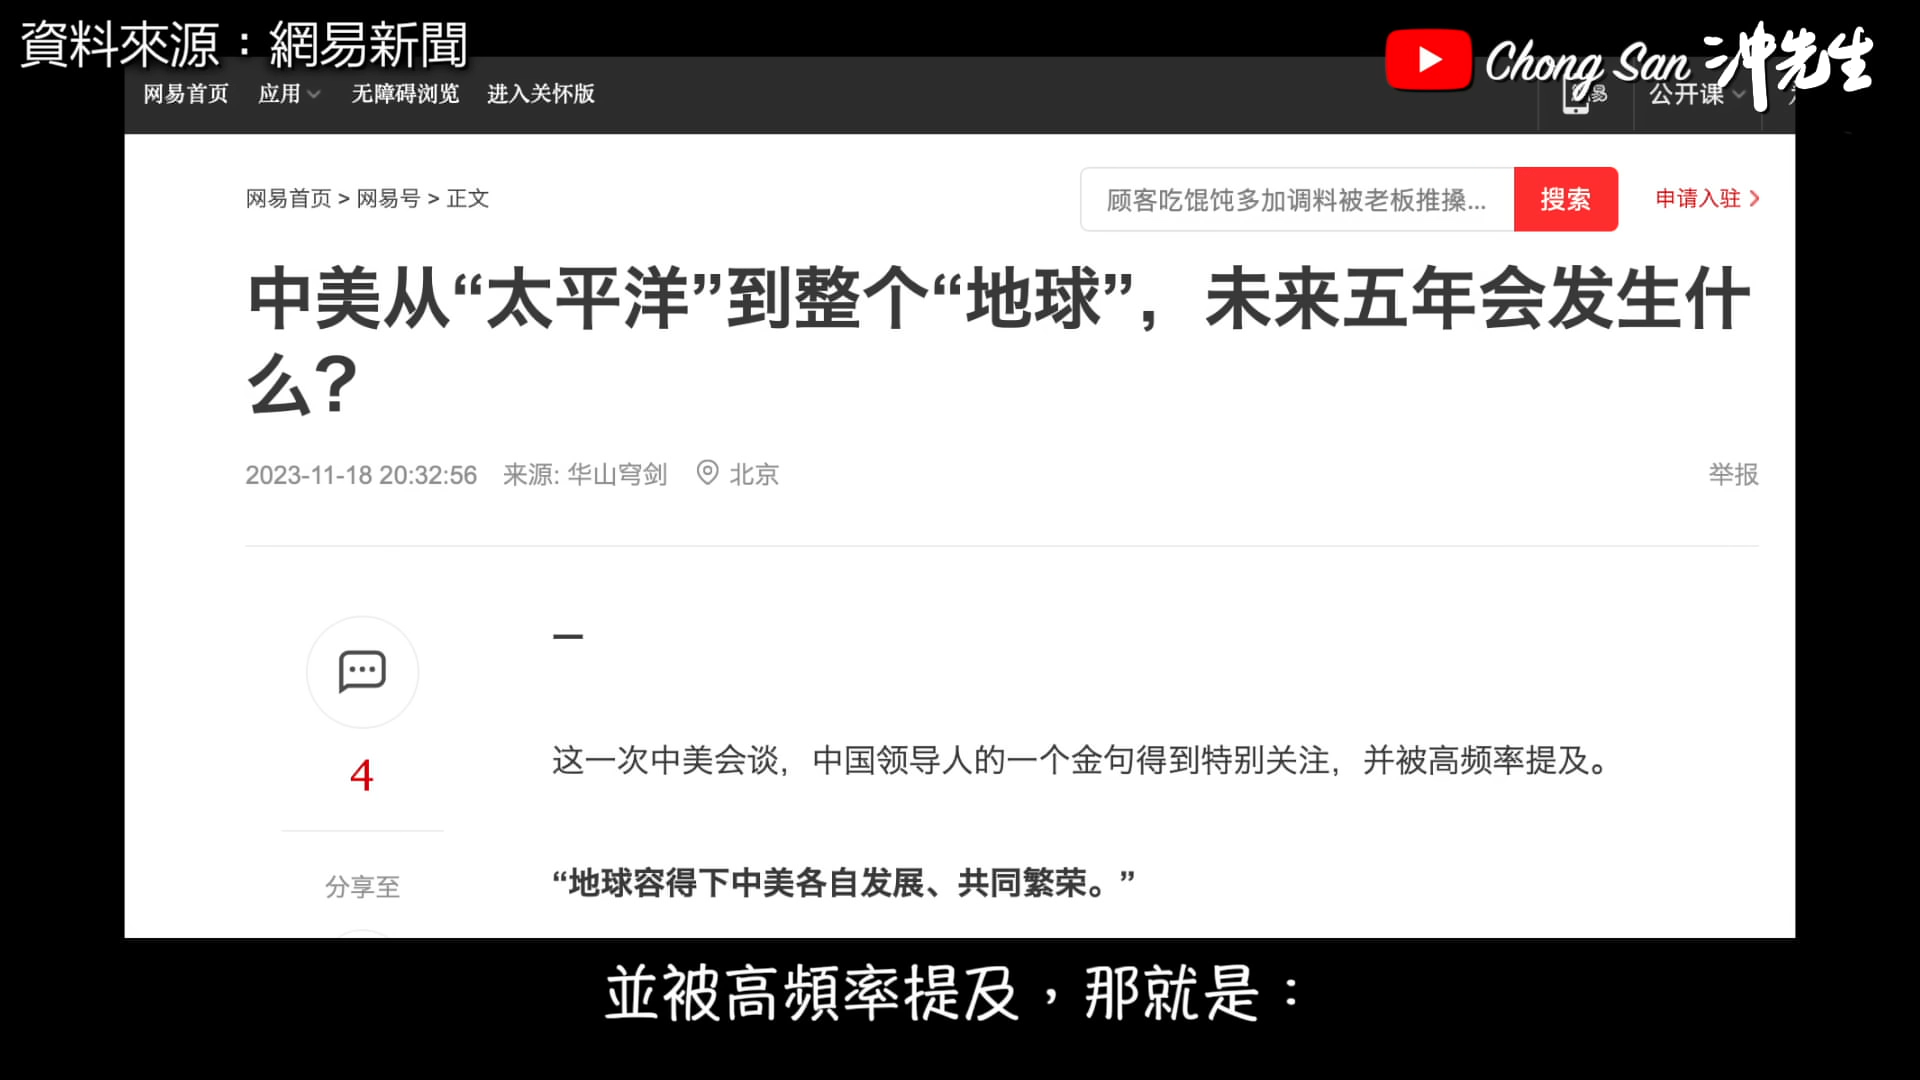 資料來源：網易新聞
Chong San 冲先生
网易首页 应用 无障碍浏览 进入关怀版 公开课
网易首页 > 网易号 > 正文
顾客吃馄饨多加调料被老板推搡... 搜索 申请入驻
中美从“太平洋”到整个“地球”，未来五年会发生什
么？
2023-11-18 20:32:56 来源: 华山穹剑 北京 举报
一
4
这一次中美会谈，中国领导人的一个金句得到特别关注，并被高频率提及。
分享至
“地球容得下中美各自发展、共同繁荣。”
並被高頻率提及，那就是：